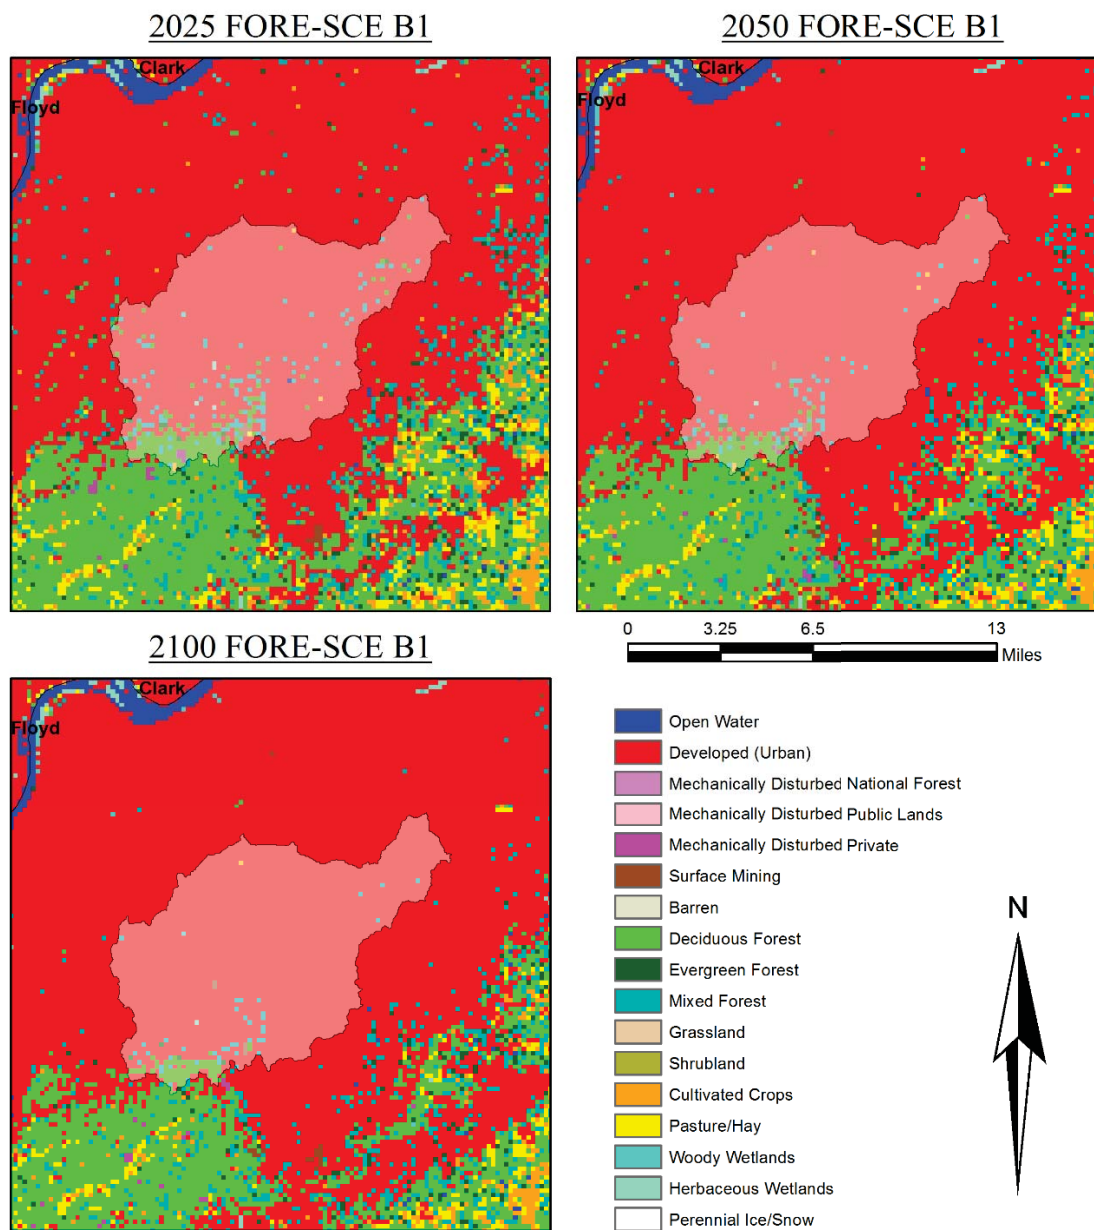 2025 FORE-SCE B1
2050 FORE-SCE B1
Clark
Floyd
Clark
Floyd
0 3.25 6.5 13
Miles
2100 FORE-SCE B1
Clark
Floyd
Open Water
Developed (Urban)
Mechanically Disturbed National Forest
Mechanically Disturbed Public Lands
Mechanically Disturbed Private
Surface Mining
Barren
Deciduous Forest
Evergreen Forest
Mixed Forest
Grassland
Shrubland
Cultivated Crops
Pasture/Hay
Woody Wetlands
Herbaceous Wetlands
Perennial Ice/Snow
N